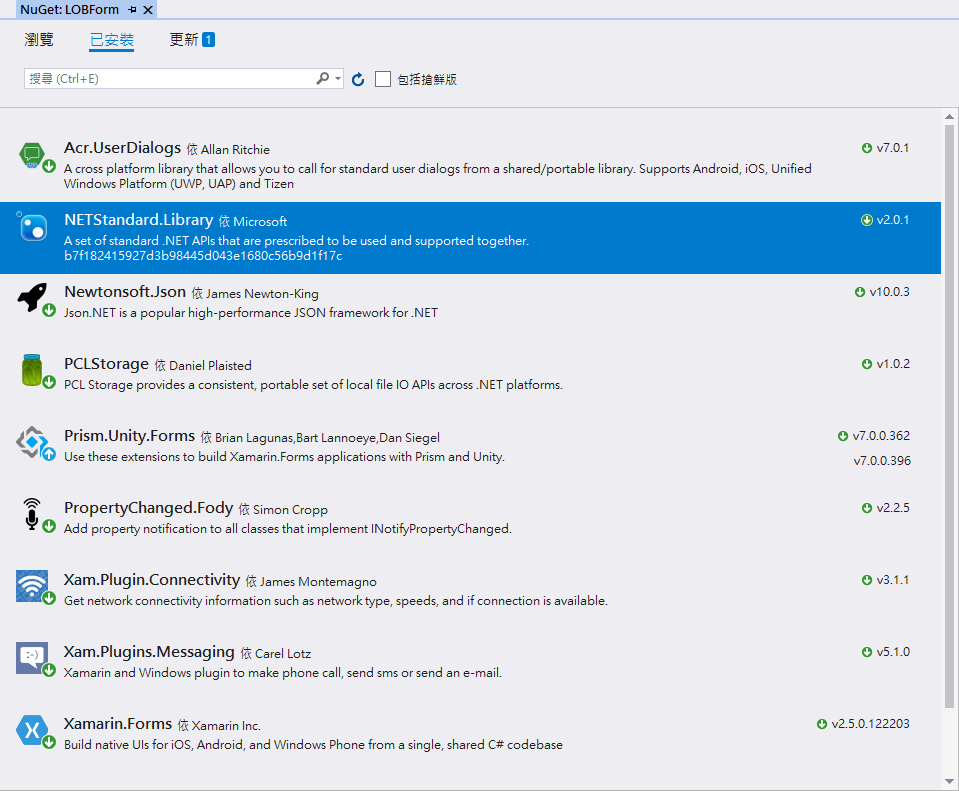 NuGet: LOBForm
瀏覽 已安裝 更新 1
搜尋 (Ctrl+E) 包括搶鮮版
Acr.UserDialogs 依 Allan Ritchie v7.0.1
A cross platform library that allows you to call for standard user dialogs from a shared/portable library. Supports Android, iOS, Unified
Windows Platform (UWP, UAP) and Tizen
NETStandard.Library 依 Microsoft v2.0.1
A set of standard .NET APIs that are prescribed to be used and supported together.
b7f182415927d3b98445d043e1680c56b9d1f17c
Newtonsoft.Json 依 James Newton-King v10.0.3
Json.NET is a popular high-performance JSON framework for .NET
PCLStorage 依 Daniel Plaisted v1.0.2
PCL Storage provides a consistent, portable set of local file IO APIs across .NET platforms.
Prism.Unity.Forms 依 Brian Lagunas,Bart Lannoeye,Dan Siegel v7.0.0.362
Use these extensions to build Xamarin.Forms applications with Prism and Unity. v7.0.0.396
PropertyChanged.Fody 依 Simon Cropp v2.2.5
Add property notification to all classes that implement INotifyPropertyChanged.
Xam.Plugin.Connectivity 依 James Montemagno v3.1.1
Get network connectivity information such as network type, speeds, and if connection is available.
Xam.Plugins.Messaging 依 Carel Lotz v5.1.0
Xamarin and Windows plugin to make phone call, send sms or send an e-mail.
Xamarin.Forms 依 Xamarin Inc. v2.5.0.122203
Build native UIs for iOS, Android, and Windows Phone from a single, shared C# codebase